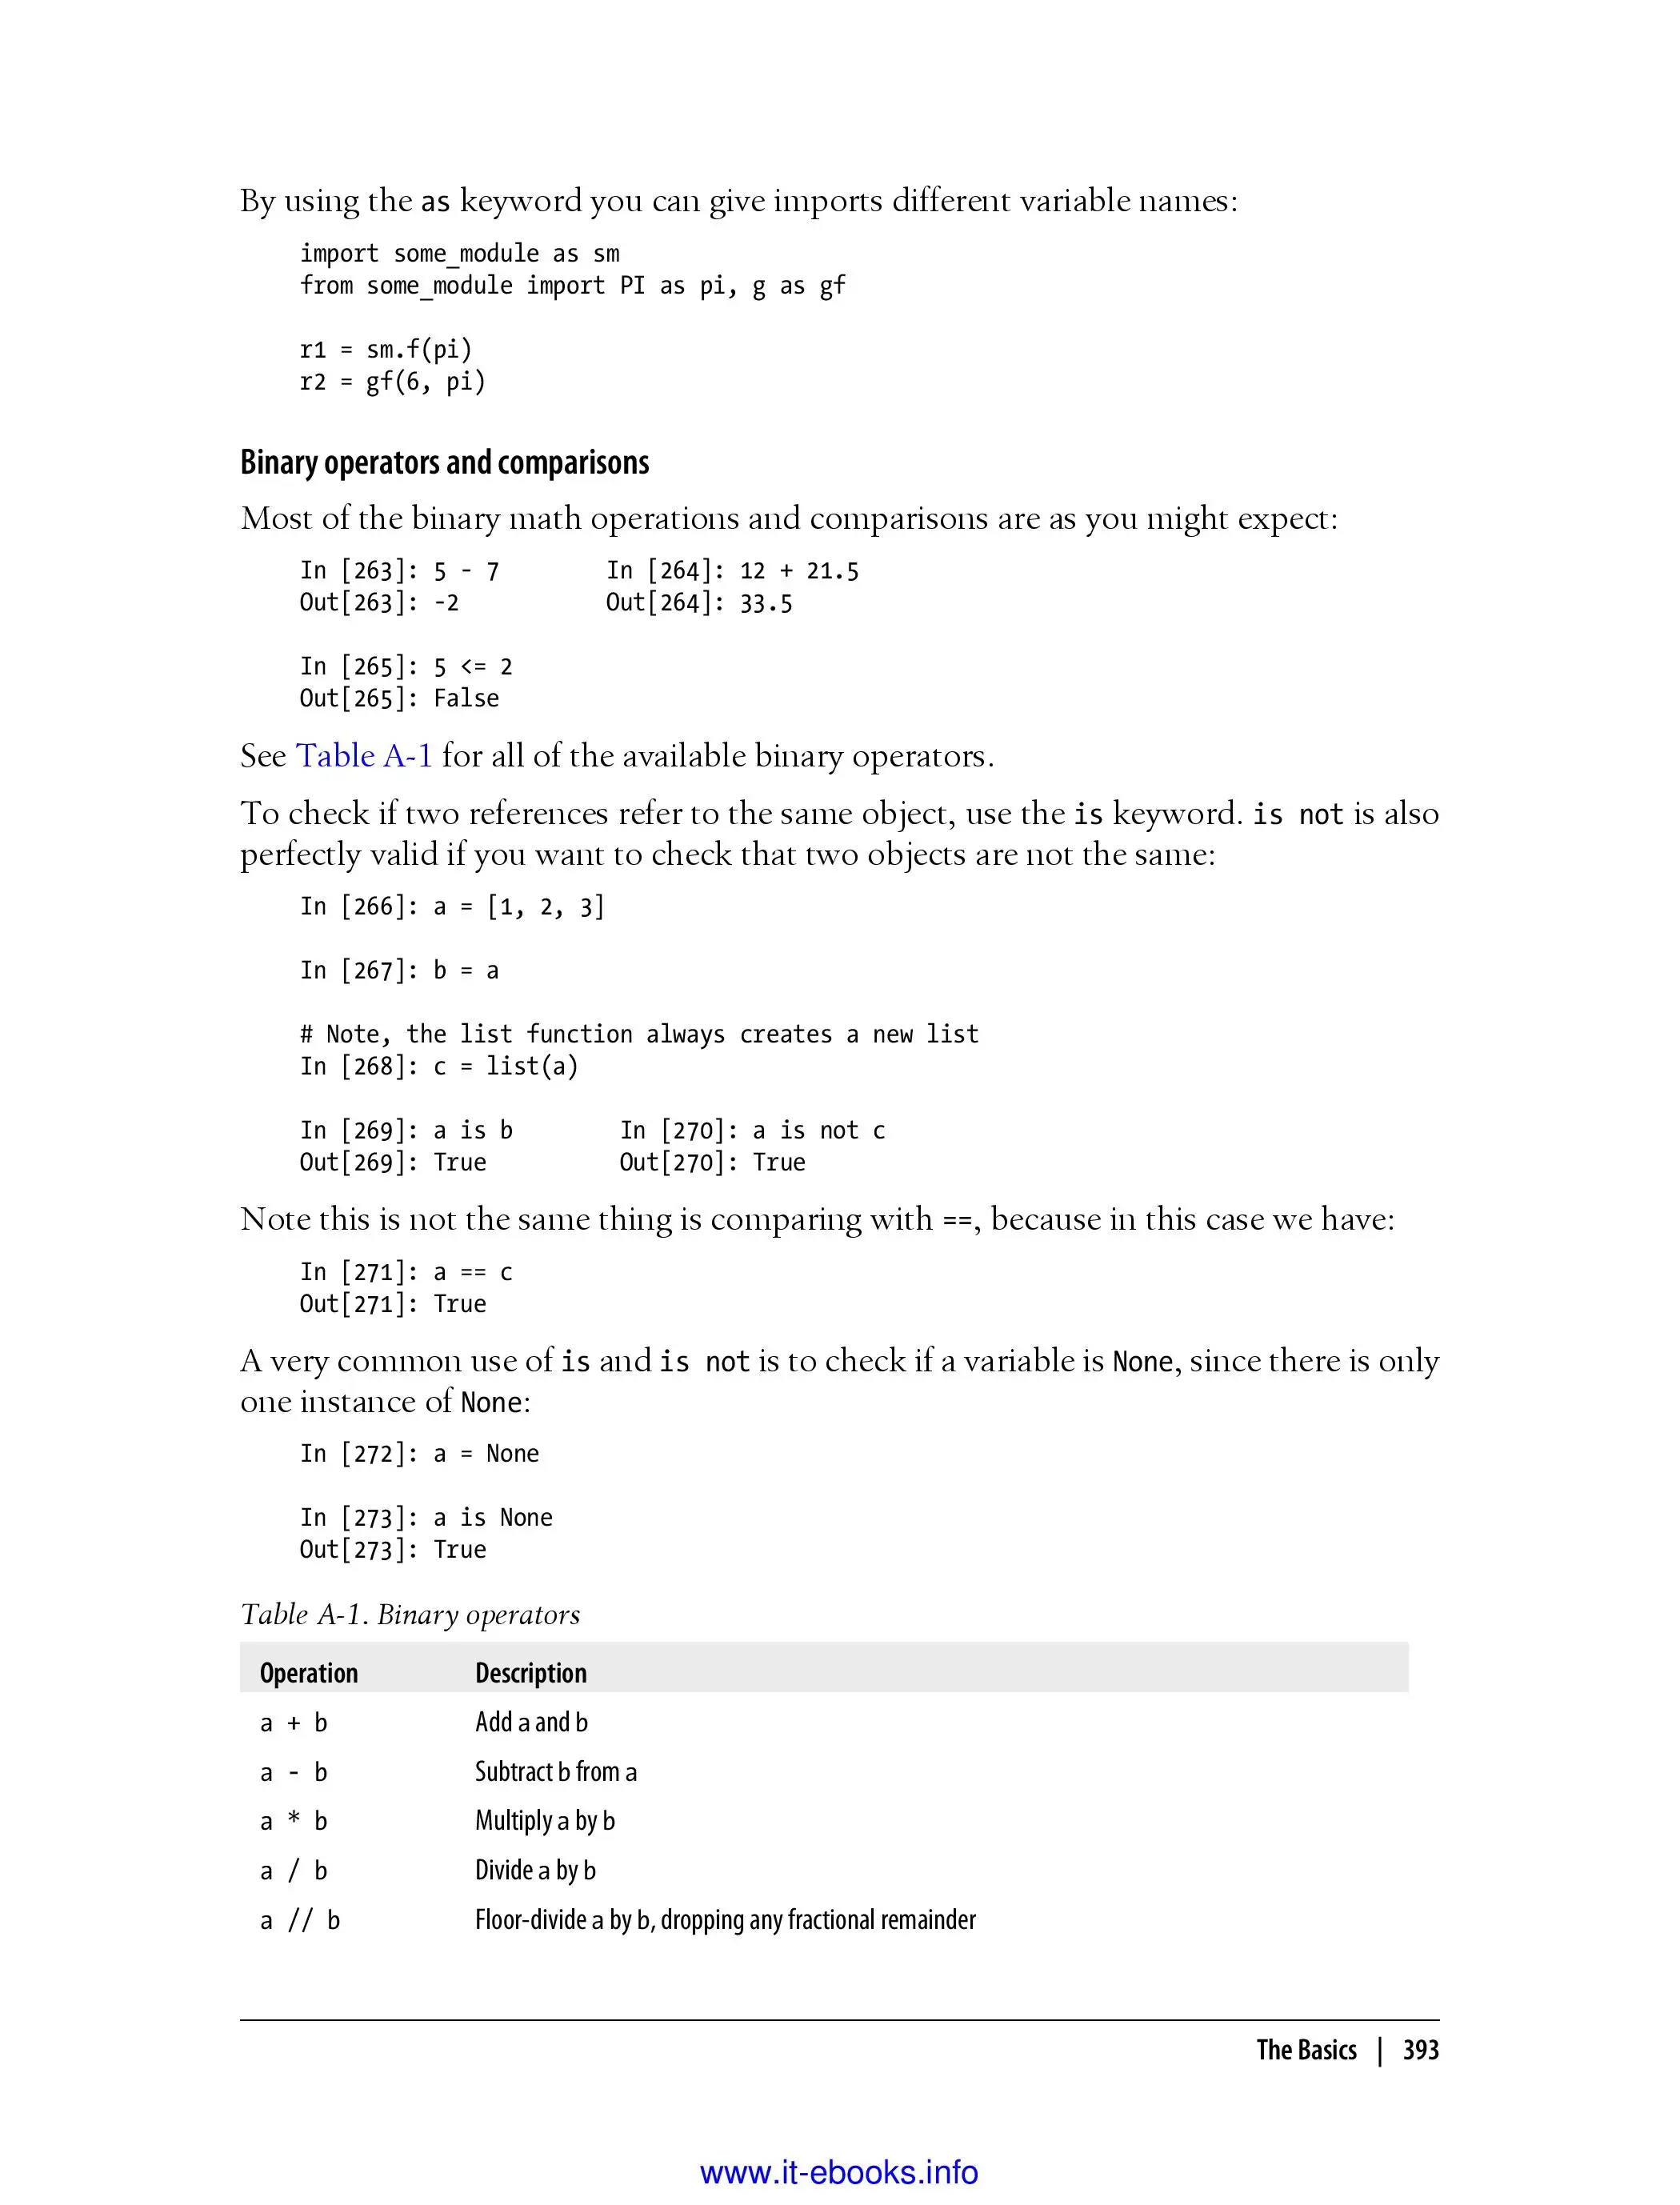 By using the as keyword you can give imports different variable names:
import some_module as sm
from some_module import PI as pi, g as gf
r1 = sm.f(pi)
r2 = gf(6, pi)
Binary operators and comparisons
Most of the binary math operations and comparisons are as you might expect:
In [263]: 5 - 7        In [264]: 12 + 21.5
Out[263]: -2           Out[264]: 33.5
In [265]: 5 <= 2
Out[265]: False
See Table A-1 for all of the available binary operators.
To check if two references refer to the same object, use the is keyword. is not is also
perfectly valid if you want to check that two objects are not the same:
In [266]: a = [1, 2, 3]
In [267]: b = a
# Note, the list function always creates a new list
In [268]: c = list(a)
In [269]: a is b        In [270]: a is not c
Out[269]: True          Out[270]: True
Note this is not the same thing is comparing with ==, because in this case we have:
In [271]: a == c
Out[271]: True
A very common use of is and is not is to check if a variable is None, since there is only
one instance of None:
In [272]: a = None
In [273]: a is None
Out[273]: True
Table A-1. Binary operators
Operation Description
a + b Add a and b
a - b Subtract b from a
a * b Multiply a by b
a / b Divide a by b
a // b Floor-divide a by b, dropping any fractional remainder
The Basics | 393
www.it-ebooks.info